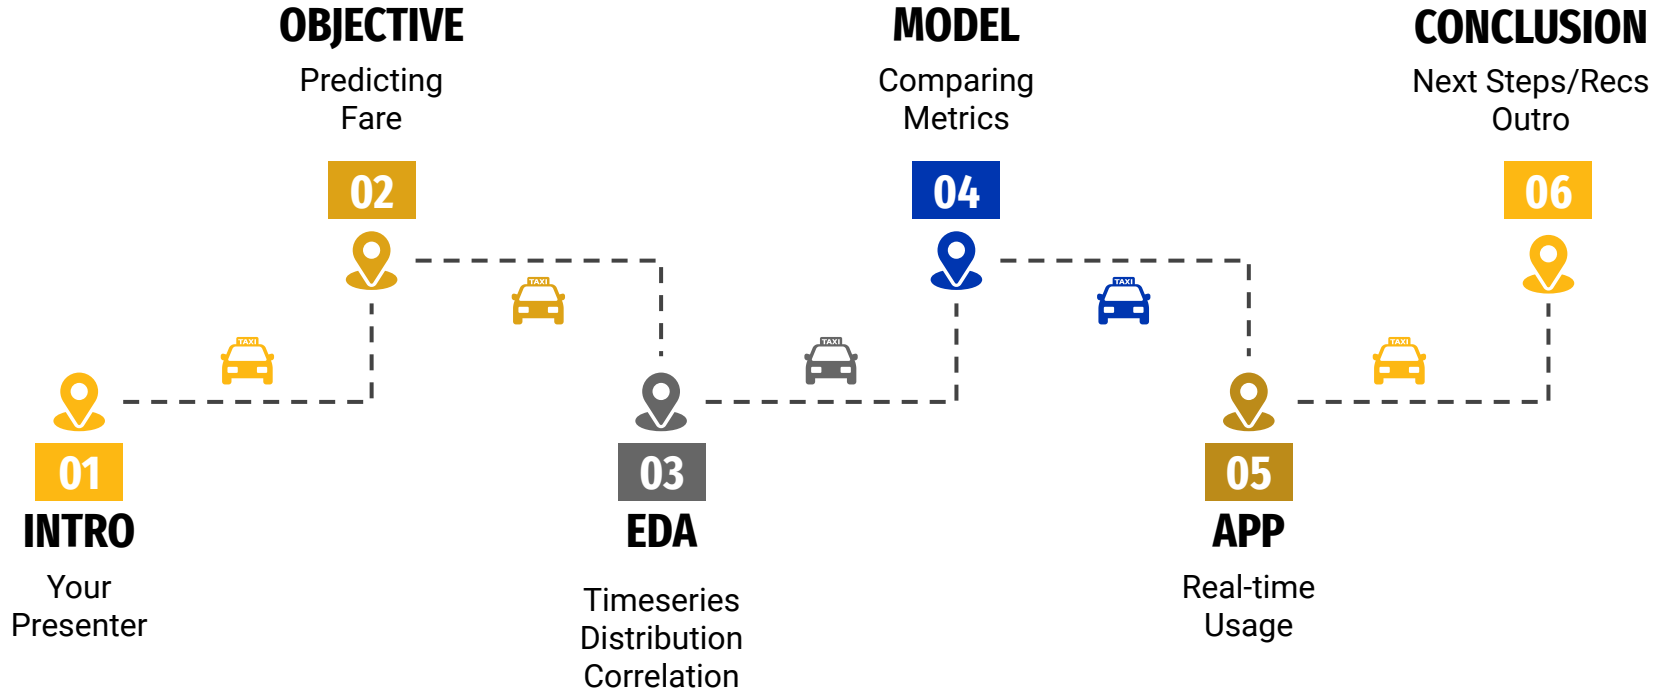 01
INTRO
Your
Presenter
OBJECTIVE
Predicting
Fare
02
03
EDA
Timeseries
Distribution
Correlation
MODEL
Comparing
Metrics
04
05
APP
Real-time
Usage
CONCLUSION
Next Steps/Recs
Outro
06
TAXI
TAXI
TAXI
TAXI
TAXI